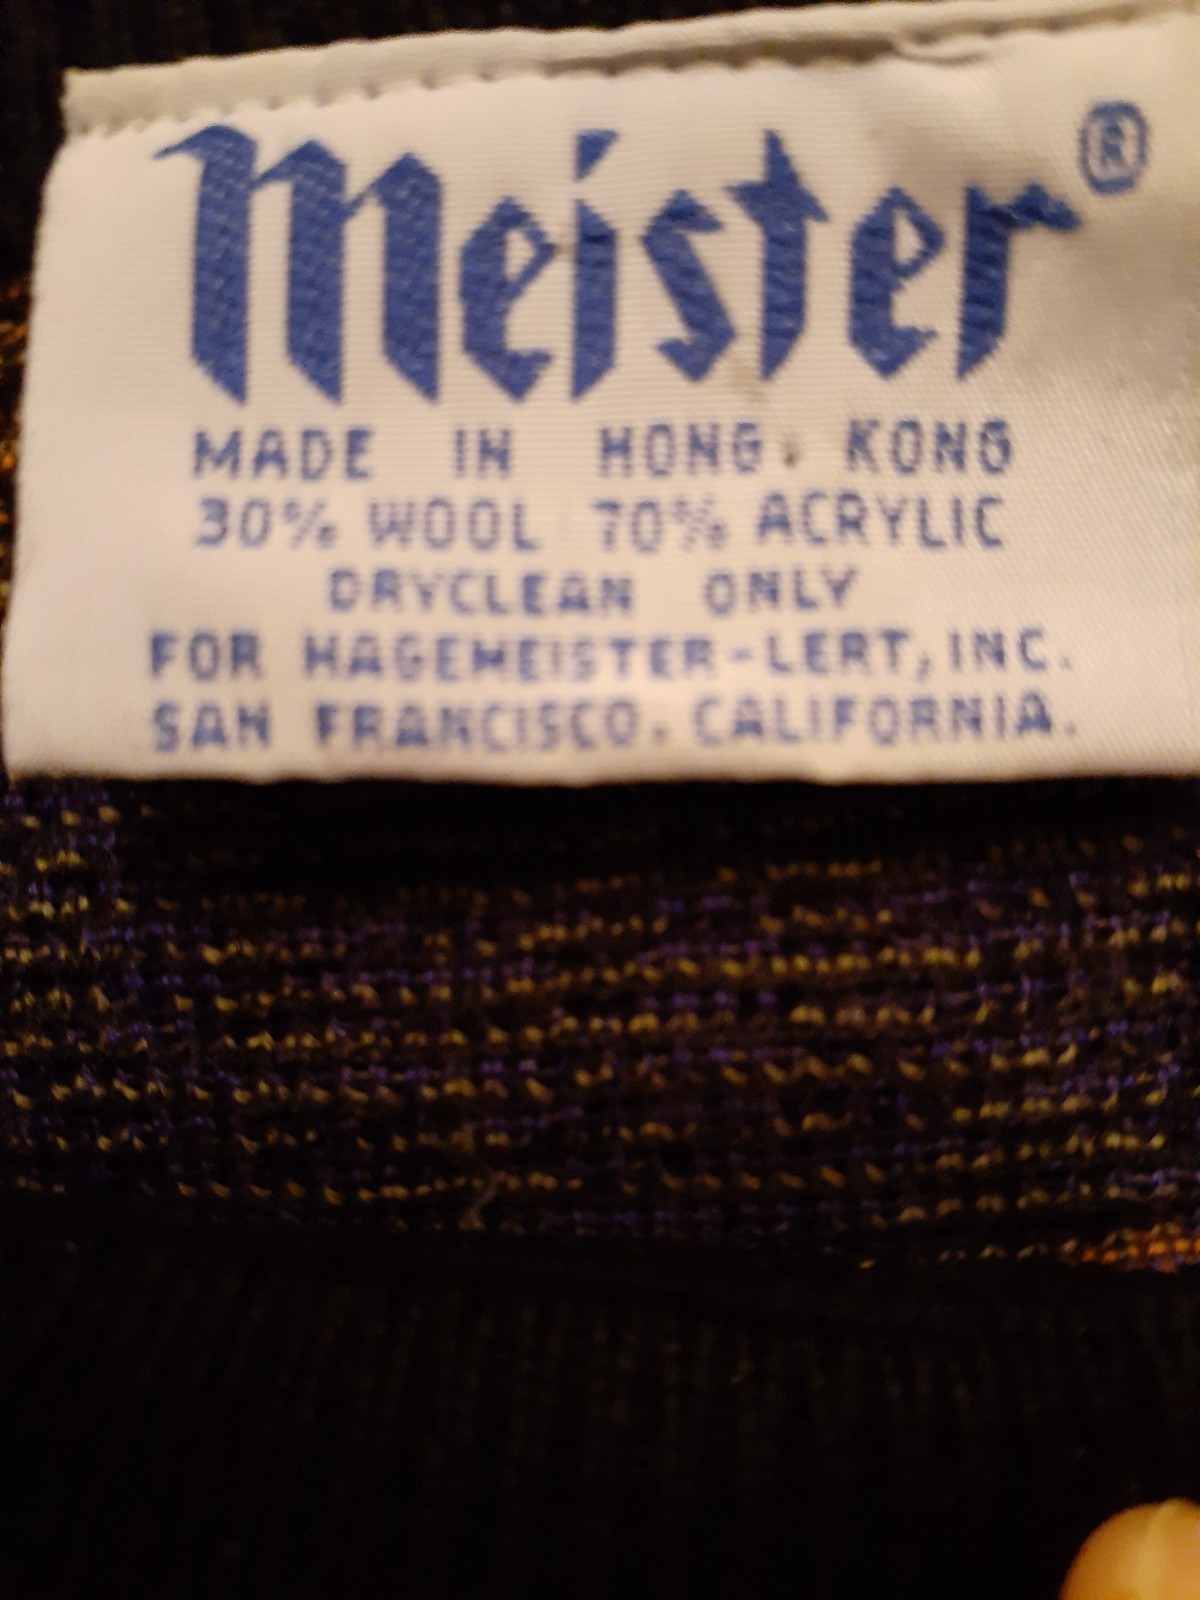 Meister®
MADE IN HONG KONG
30% WOOL 70% ACRYLIC
DRYCLEAN ONLY
FOR HAGEMEISTER-LERT, INC.
SAN FRANCISCO. CALIFORNIA.